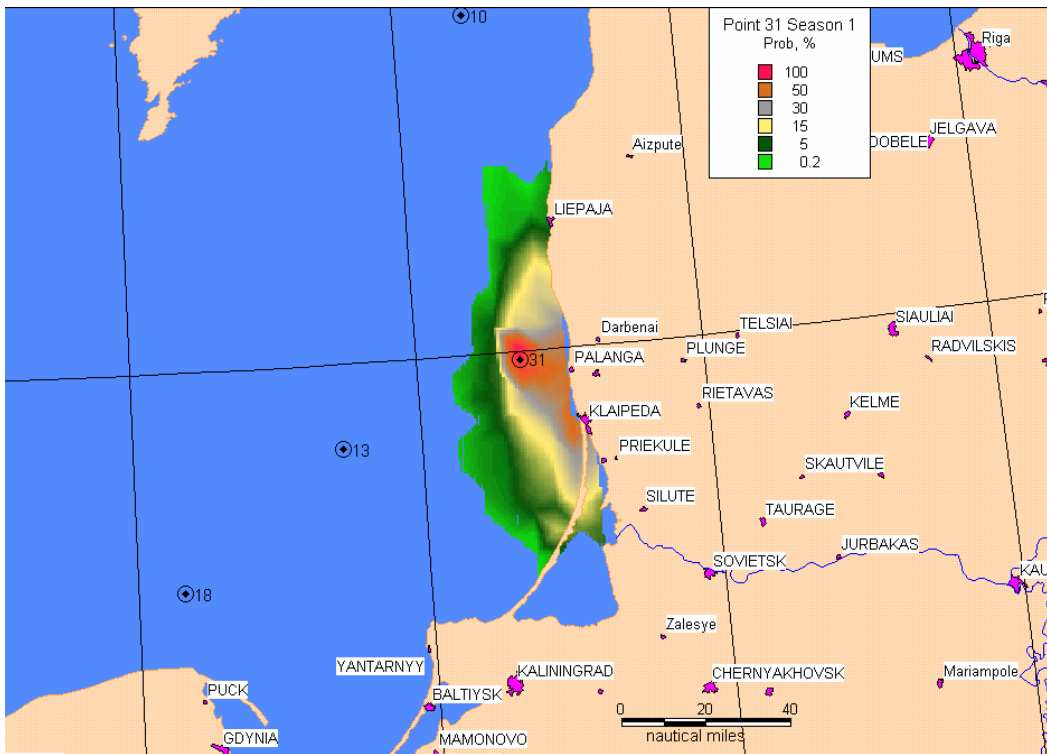 10
Point 31 Season 1
Prob, %
100
50
30
15
5
0.2
Riga
UMS
JELGAVA
DOBELE
Aizpute
LIEPAJA
SIAULIAI
TELSIAI
Darbenai
RADVILSKIS
PLUNGE
31
PALANGA
RIETAVAS
KELME
KLAIPEDA
13
PRIEKULE
SKAUTVILE
SILUTE
TAURAGE
JURBAKAS
SOVIETSK
KAU
18
Zalesye
YANTARNYY
KALININGRAD
CHERNYAKHOVSK
Mariampole
PUCK
BALTIYSK
0 20 40
nautical miles
GDYNIA
MAMONOVO